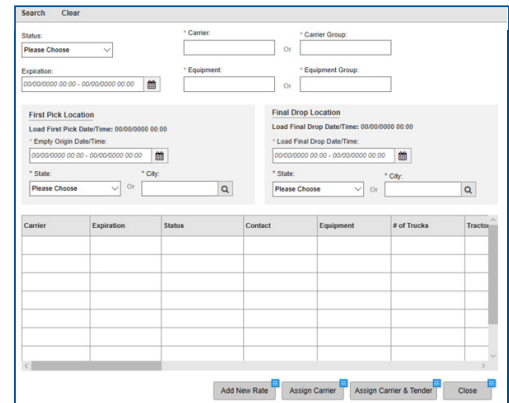 Search Clear
Status: * Carrier: * Carrier Group:
Please Choose Or
Expiration: * Equipment: * Equipment Group:
00/00/0000 00:00 - 00/00/0000 00:00 Or
First Pick Location
Load First Pick Date/Time: 00/00/0000 00:00
* Empty Origin Date/Time:
00/00/0000 00:00 - 00/00/0000 00:00
* State: * City:
Please Choose Or
Final Drop Location
Load Final Drop Date/Time: 00/00/0000 00:00
* Load Final Drop Date/Time:
00/00/0000 00:00 - 00/00/0000 00:00
* State: * City:
Please Choose Or
Carrier Expiration Status Contact Equipment # of Trucks Tracto
Add New Rate Assign Carrier Assign Carrier & Tender Close